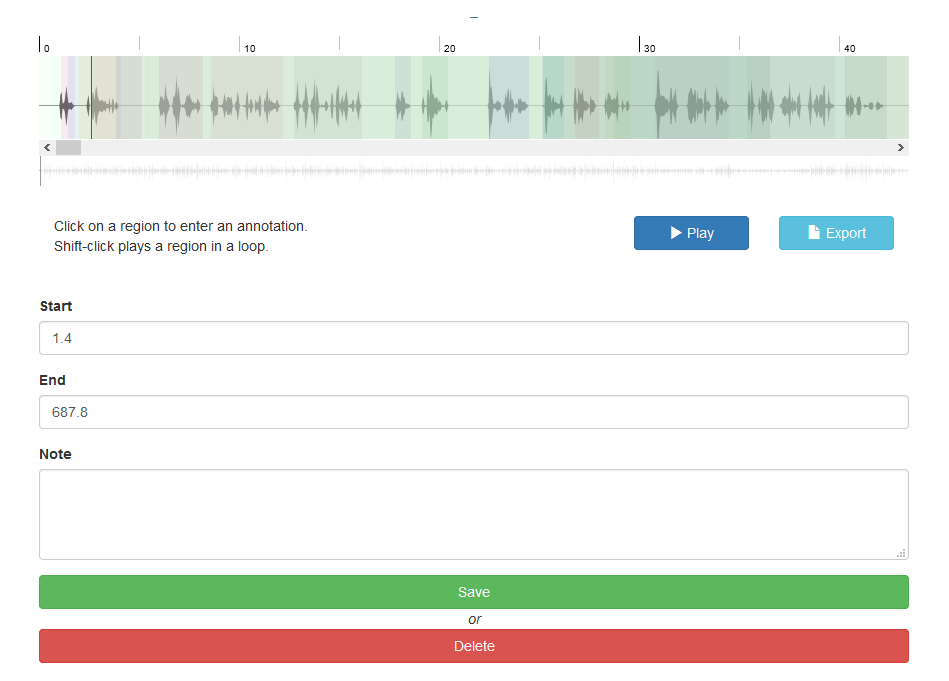 –
0 10 20 30 40
Click on a region to enter an annotation.
Shift-click plays a region in a loop.
Play
Export
Start
1.4
End
687.8
Note
Save
or
Delete